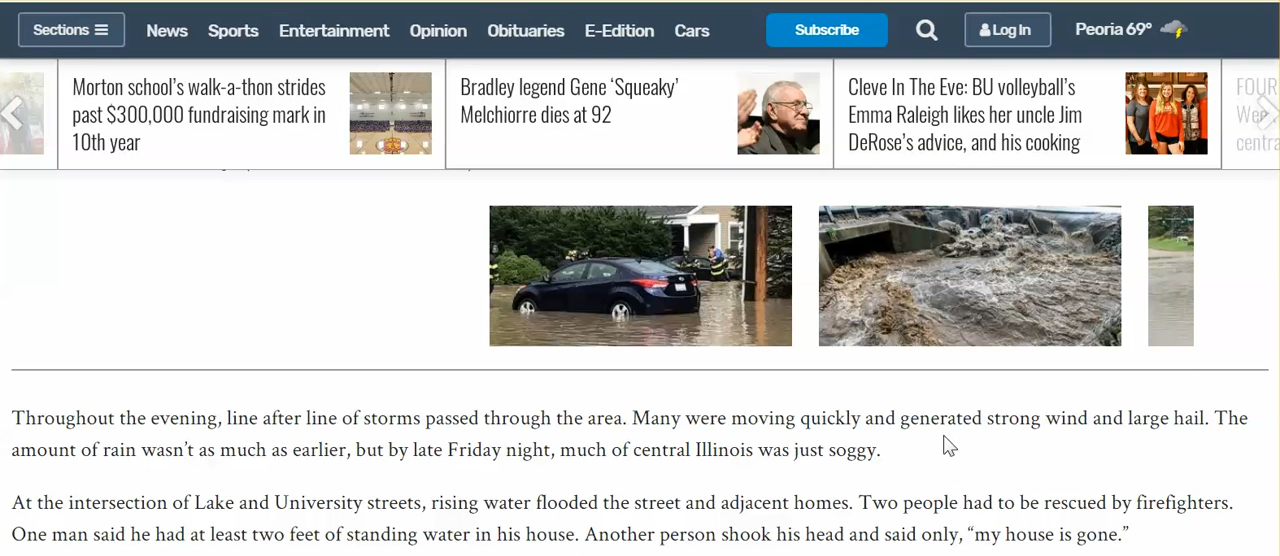 Sections News Sports Entertainment Opinion Obituaries E-Edition Cars Subscribe Log In Peoria 69°
Morton school’s walk-a-thon strides
past $300,000 fundraising mark in
10th year
Bradley legend Gene ‘Squeaky’
Melchiorre dies at 92
Cleve In The Eve: BU volleyball’s
Emma Raleigh likes her uncle Jim
DeRose’s advice, and his cooking
FOUR
centra
Throughout the evening, line after line of storms passed through the area. Many were moving quickly and generated strong wind and large hail. The
amount of rain wasn’t as much as earlier, but by late Friday night, much of central Illinois was just soggy.
At the intersection of Lake and University streets, rising water flooded the street and adjacent homes. Two people had to be rescued by firefighters.
One man said he had at least two feet of standing water in his house. Another person shook his head and said only, “my house is gone.”